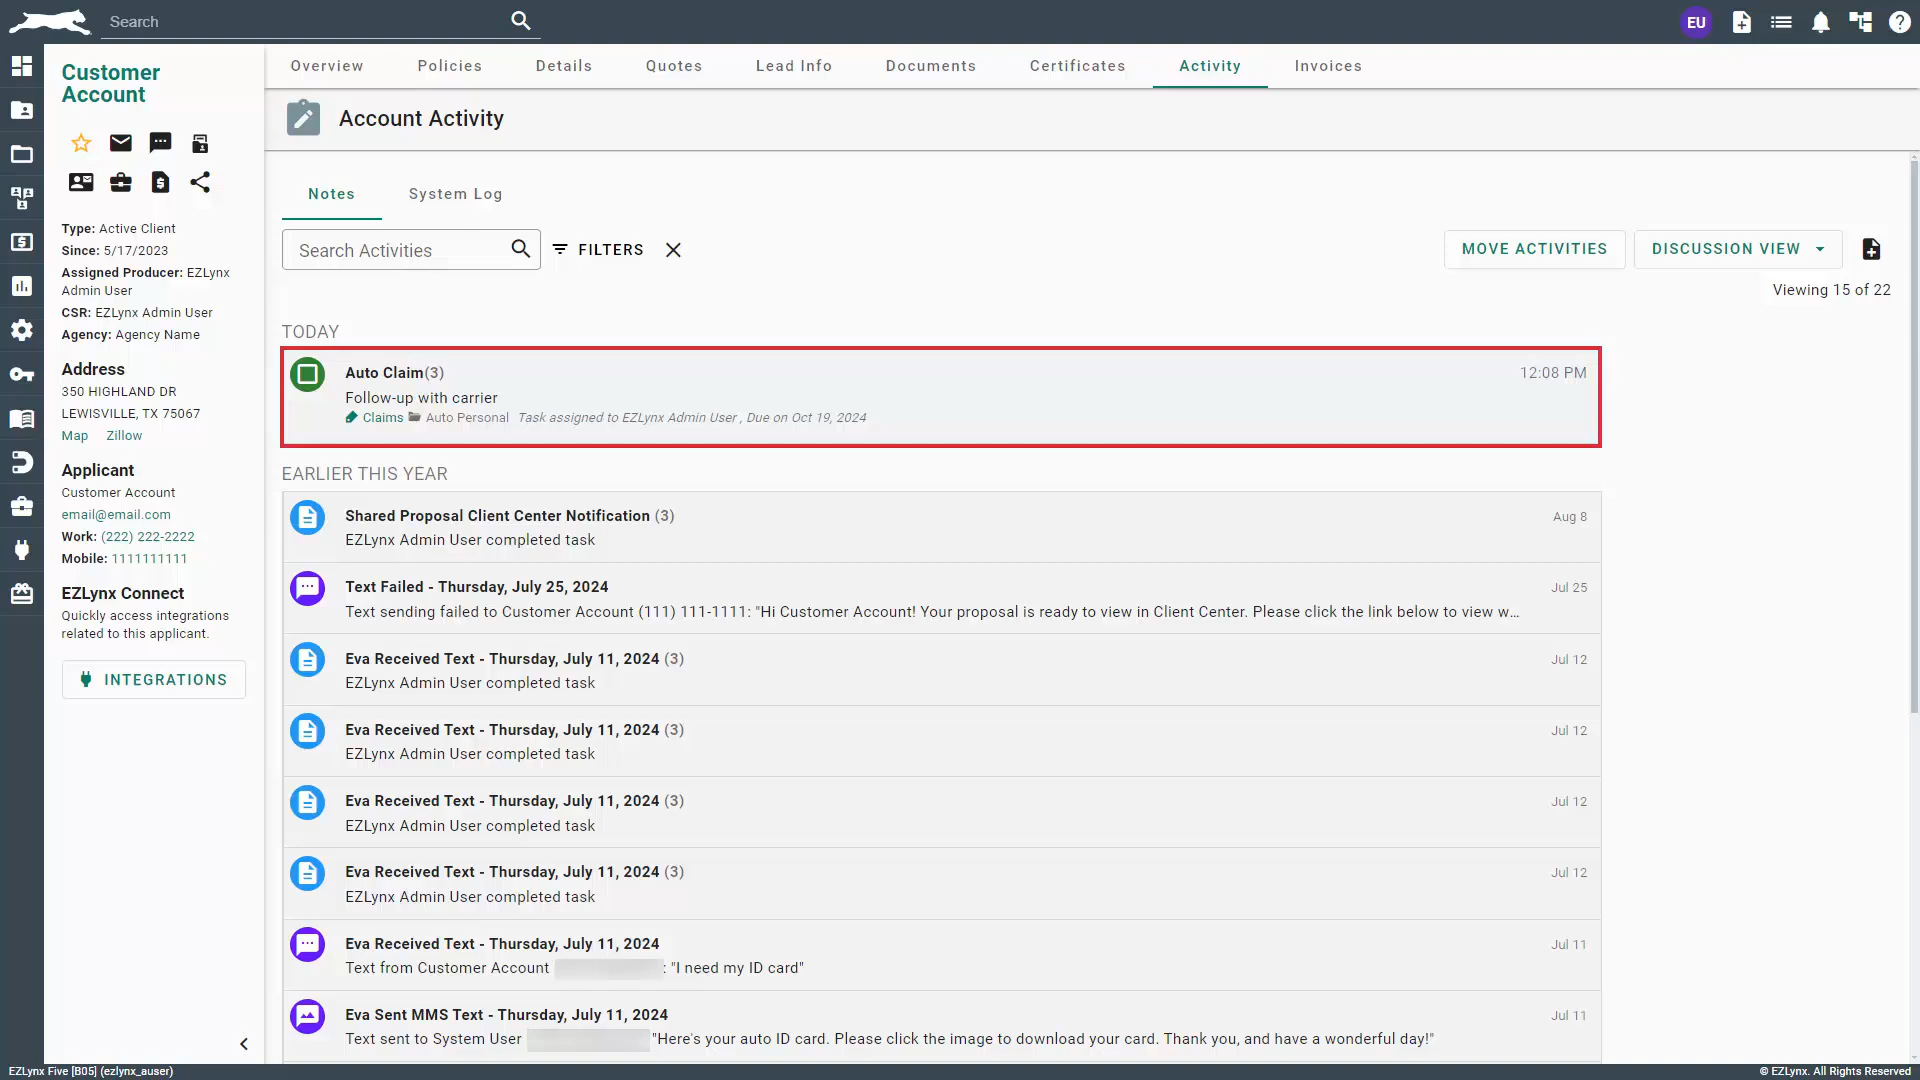 Search
EU
Customer
Account
Type: Active Client
Since: 5/17/2023
Assigned Producer: EZLynx
Admin User
CSR: EZLynx Admin User
Agency: Agency Name
Address
350 HIGHLAND DR
LEWISVILLE, TX 75067
Map Zillow
Applicant
Customer Account
email@email.com
Work: (222) 222-2222
Mobile: 1111111111
EZLynx Connect
Quickly access integrations
related to this applicant.
INTEGRATIONS
Overview Policies Details Quotes Lead Info Documents Certificates Activity Invoices
Account Activity
Notes System Log
Search Activities FILTERS MOVE ACTIVITIES DISCUSSION VIEW
Viewing 15 of 22
TODAY
Auto Claim(3) 12:08 PM
Follow-up with carrier
Claims Auto Personal Task assigned to EZLynx Admin User , Due on Oct 19, 2024
EARLIER THIS YEAR
Shared Proposal Client Center Notification (3) Aug 8
EZLynx Admin User completed task
Text Failed - Thursday, July 25, 2024 Jul 25
Text sending failed to Customer Account (111) 111-1111: "Hi Customer Account! Your proposal is ready to view in Client Center. Please click the link below to view w...
Eva Received Text - Thursday, July 11, 2024 (3) Jul 12
EZLynx Admin User completed task
Eva Received Text - Thursday, July 11, 2024 (3) Jul 12
EZLynx Admin User completed task
Eva Received Text - Thursday, July 11, 2024 (3) Jul 12
EZLynx Admin User completed task
Eva Received Text - Thursday, July 11, 2024 (3) Jul 12
EZLynx Admin User completed task
Eva Received Text - Thursday, July 11, 2024 Jul 11
Text from Customer Account : "I need my ID card"
Eva Sent MMS Text - Thursday, July 11, 2024 Jul 11
Text sent to System User "Here's your auto ID card. Please click the image to download your card. Thank you, and have a wonderful day!"
EZLynx Five [B05] (ezlynx_auser) © EZLynx. All Rights Reserved